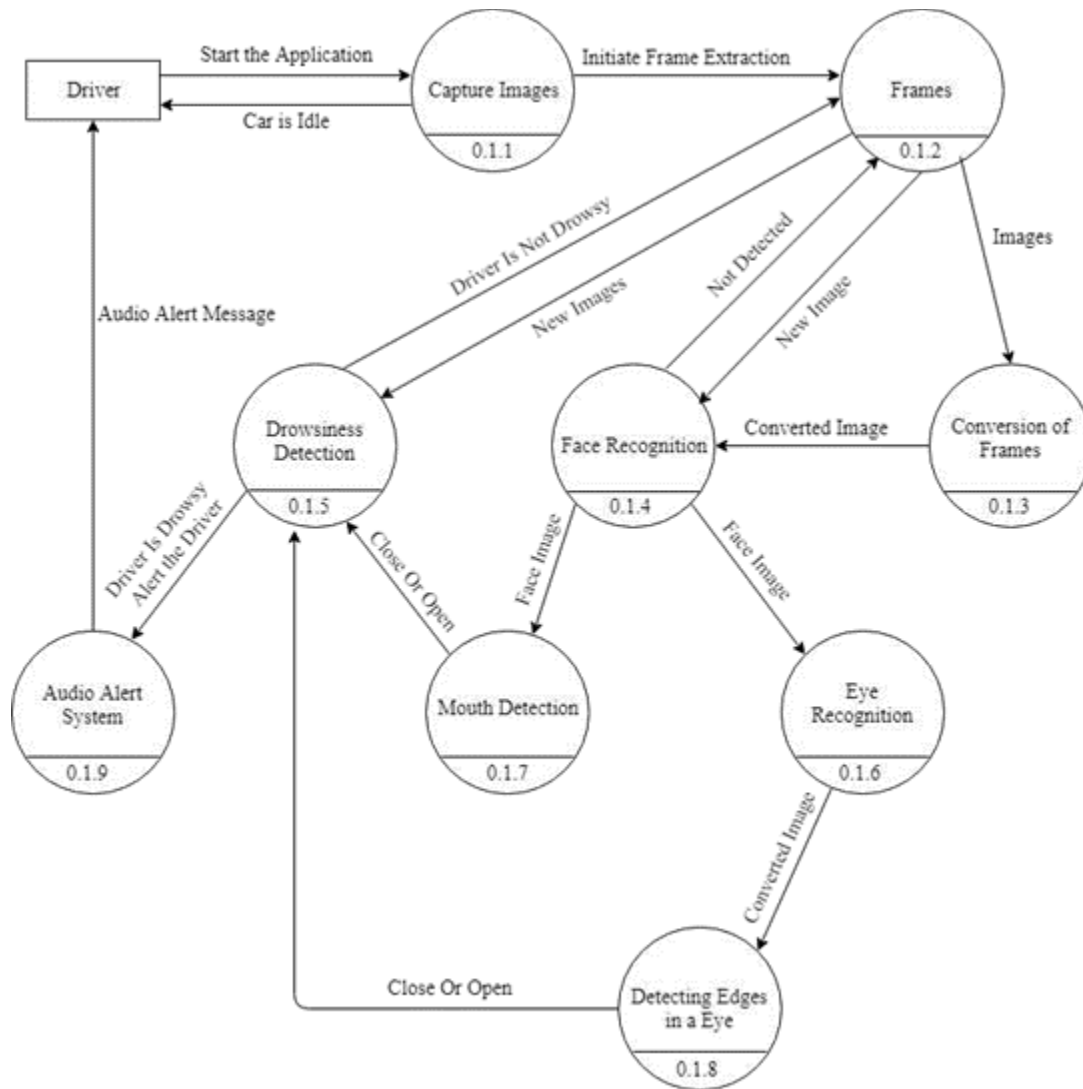 Start the Application
Initiate Frame Extraction
Driver
Capture Images
Frames
Car is Idle
0.1.1
0.1.2
Driver Is Not Drowsy
New Images
Not Detected
New Image
Images
Audio Alert Message
Drowsiness
Detection
0.1.5
Face Recognition
0.1.4
Converted Image
Conversion of
Frames
0.1.3
Driver Is Drowsy
Alert the Driver
Close Or Open
Face Image
Face Image
Audio Alert
System
0.1.9
Mouth Detection
0.1.7
Eye
Recognition
0.1.6
Converted Image
Close Or Open
Detecting Edges
in a Eye
0.1.8